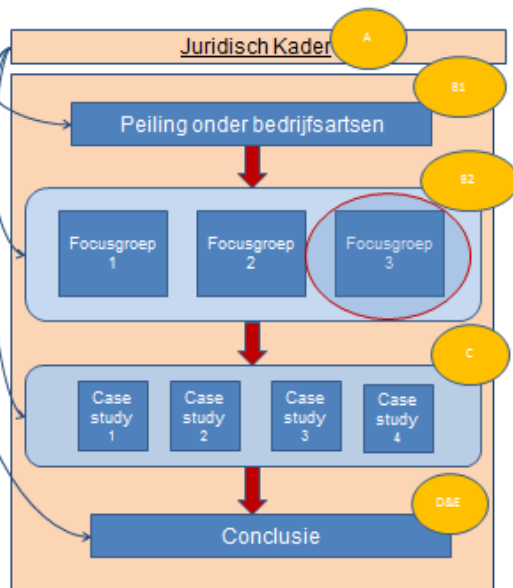 Juridisch Kader
A
B1
Peiling onder bedrijfsartsen
B2
Focusgroep
1
Focusgroep
2
Focusgroep
3
C
Case
study
1
Case
study
2
Case
study
3
Case
study
4
D&E
Conclusie